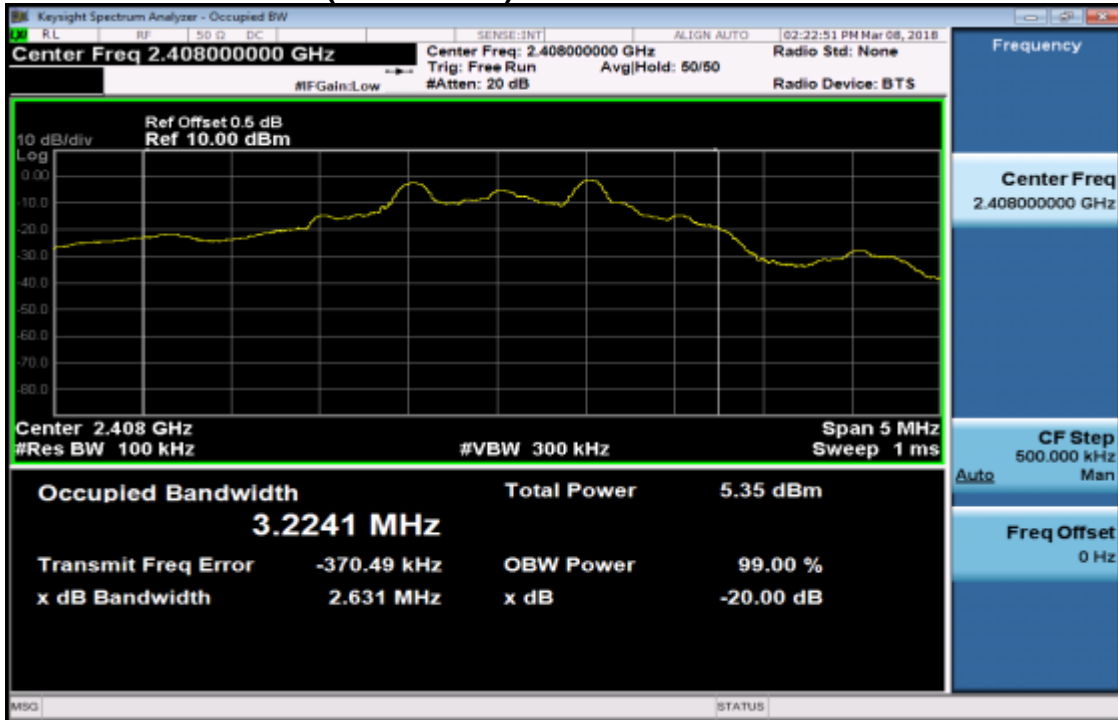 Keysight Spectrum Analyzer - Occupied BW
RL RF 50 Ω DC SENSE:INT ALIGN AUTO 02:22:51 PM Mar 08, 2018
Center Freq 2.408000000 GHz
Center Freq: 2.408000000 GHz
Radio Std: None
Trig: Free Run Avg|Hold: 50/50
#IFGain:Low #Atten: 20 dB Radio Device: BTS
Frequency
Ref Offset 0.5 dB
10 dB/div Ref 10.00 dBm
Log
0.00
-10.0
-20.0
-30.0
-40.0
-50.0
-60.0
-70.0
-80.0
Center 2.408 GHz Span 5 MHz
#Res BW 100 kHz #VBW 300 kHz Sweep 1 ms
Center Freq
2.408000000 GHz
CF Step
500.000 kHz
Auto Man
Freq Offset
0 Hz
Occupied Bandwidth Total Power 5.35 dBm
3.2241 MHz
Transmit Freq Error -370.49 kHz OBW Power 99.00 %
x dB Bandwidth 2.631 MHz x dB -20.00 dB
MSG STATUS